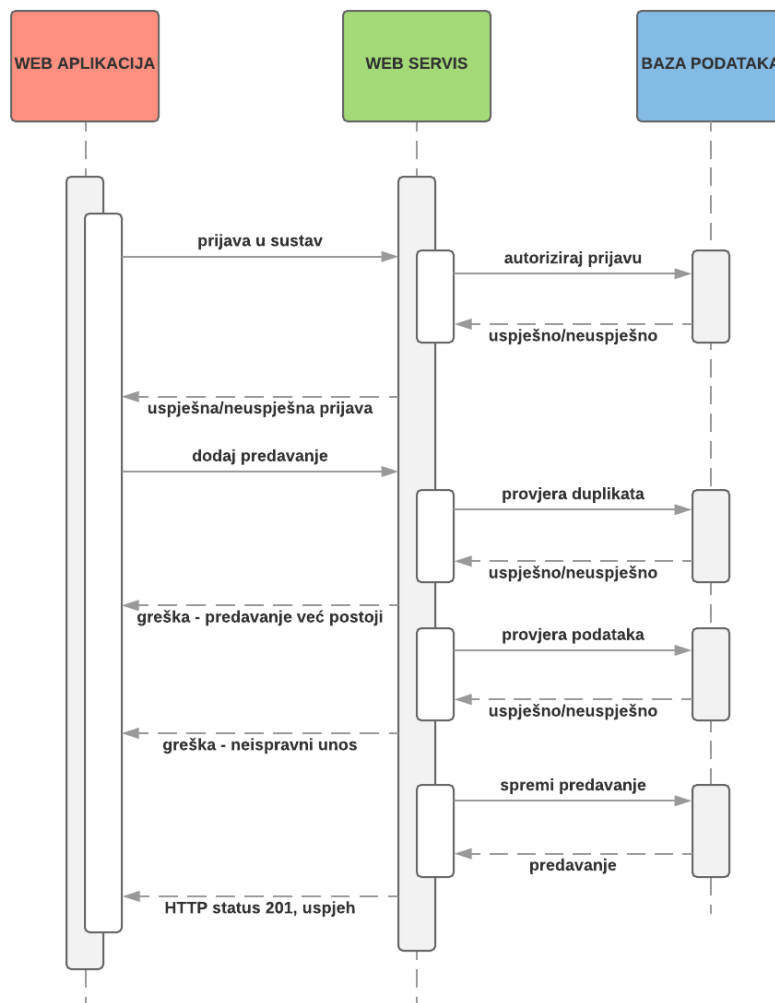 WEB APLIKACIJA
WEB SERVIS
BAZA PODATAKA
prijava u sustav
autoriziraj prijavu
uspješno/neuspješno
uspješna/neuspješna prijava
dodaj predavanje
provjera duplikata
uspješno/neuspješno
greška - predavanje već postoji
provjera podataka
uspješno/neuspješno
greška - neispravni unos
spremi predavanje
predavanje
HTTP status 201, uspjeh